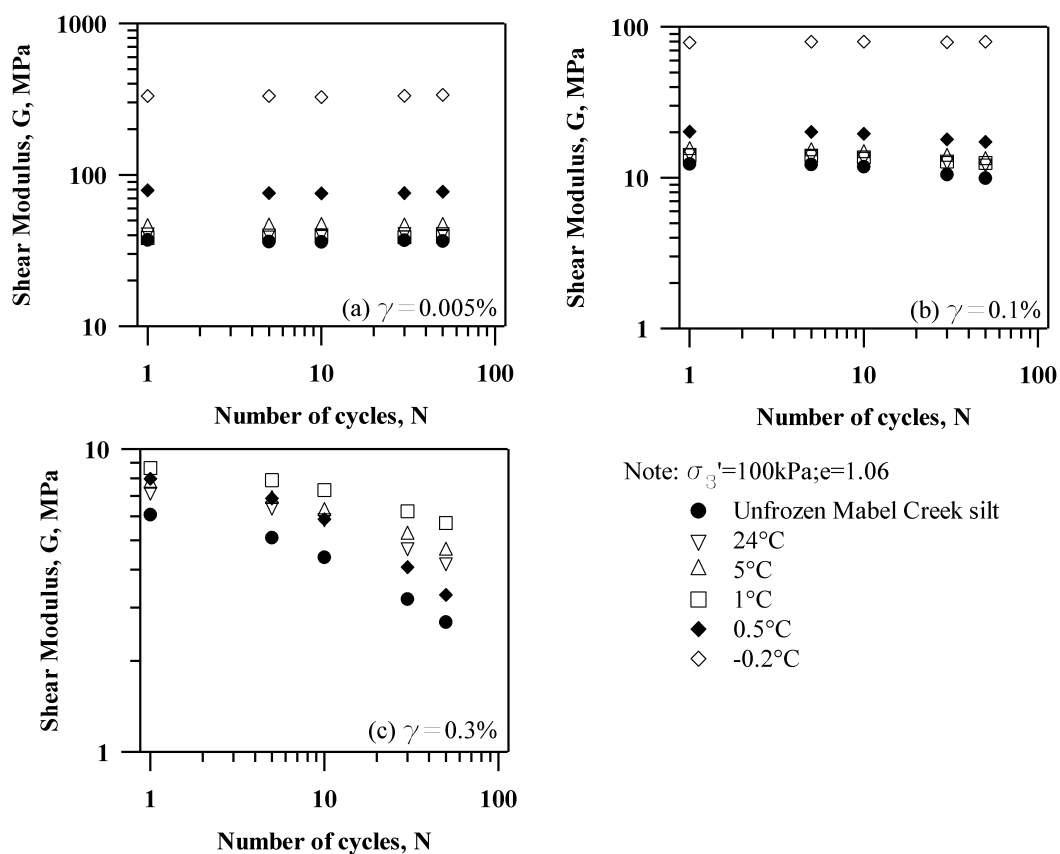 1000
100
10
Shear Modulus, G, MPa
(a) γ=0.005%
1
10
100
Number of cycles, N
100
10
1
Shear Modulus, G, MPa
(b) γ=0.1%
1
10
100
Number of cycles, N
10
1
Shear Modulus, G, MPa
(c) γ=0.3%
1
10
100
Number of cycles, N
Note: σ3'=100kPa;e=1.06
Unfrozen Mabel Creek silt
24°C
5°C
1°C
0.5°C
-0.2°C